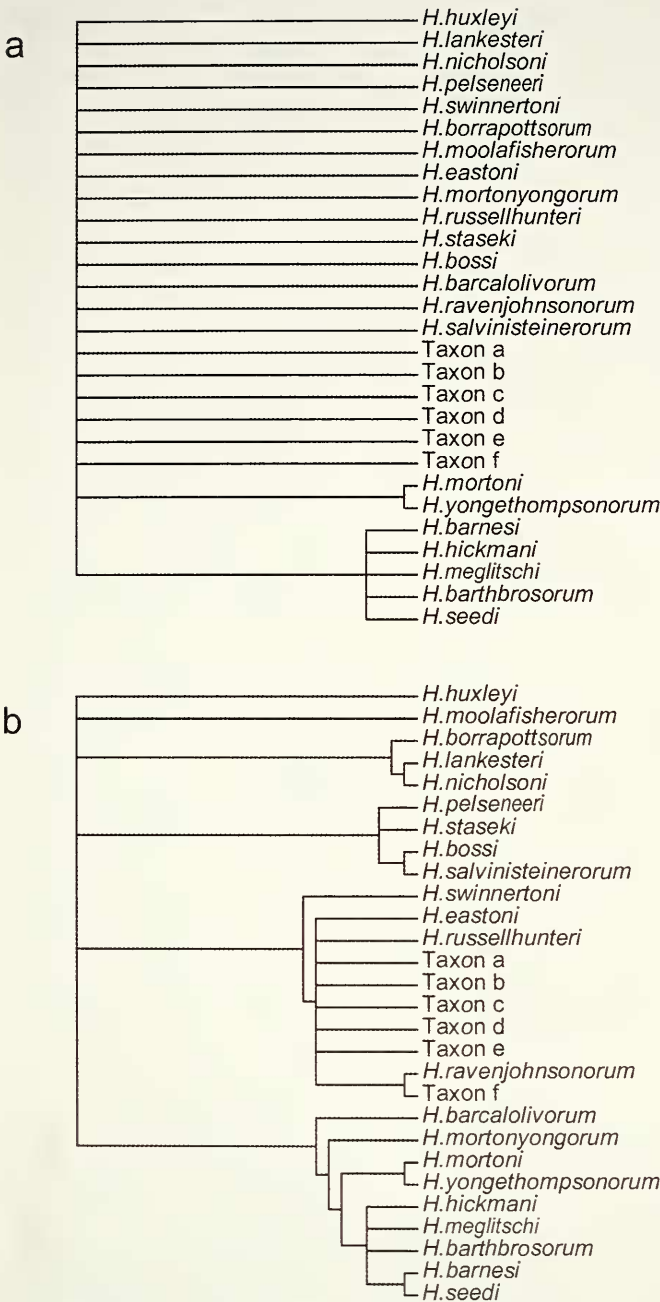 a
H.huxleyi
H.lankesteri
H.nicholsoni
H.pelseneeri
H.swinnertoni
H.borrapottsorum
H.moolafisherorum
H.eastoni
H.mortonyongorum
H.russellhunteri
H.staseki
H.bossi
H.barcalolivorum
H.ravenjohnsonorum
H.salvinisteinerorum
Taxon a
Taxon b
Taxon c
Taxon d
Taxon e
Taxon f
H.mortoni
H.yongethompsonorum
H.barnesi
H.hickmani
H.meglitschi
H.barthbrosorum
H.seedi
b
H.huxleyi
H.moolafisherorum
H.borrapottsorum
H.lankesteri
H.nicholsoni
H.pelseneeri
H.staseki
H.bossi
H.salvinisteinerorum
H.swinnertoni
H.eastoni
H.russellhunteri
Taxon a
Taxon b
Taxon c
Taxon d
Taxon e
H.ravenjohnsonorum
Taxon f
H.barcalolivorum
H.mortonyongorum
H.mortoni
H.yongethompsonorum
H.hickmani
H.meglitschi
H.barthbrosorum
H.barnesi
H.seedi